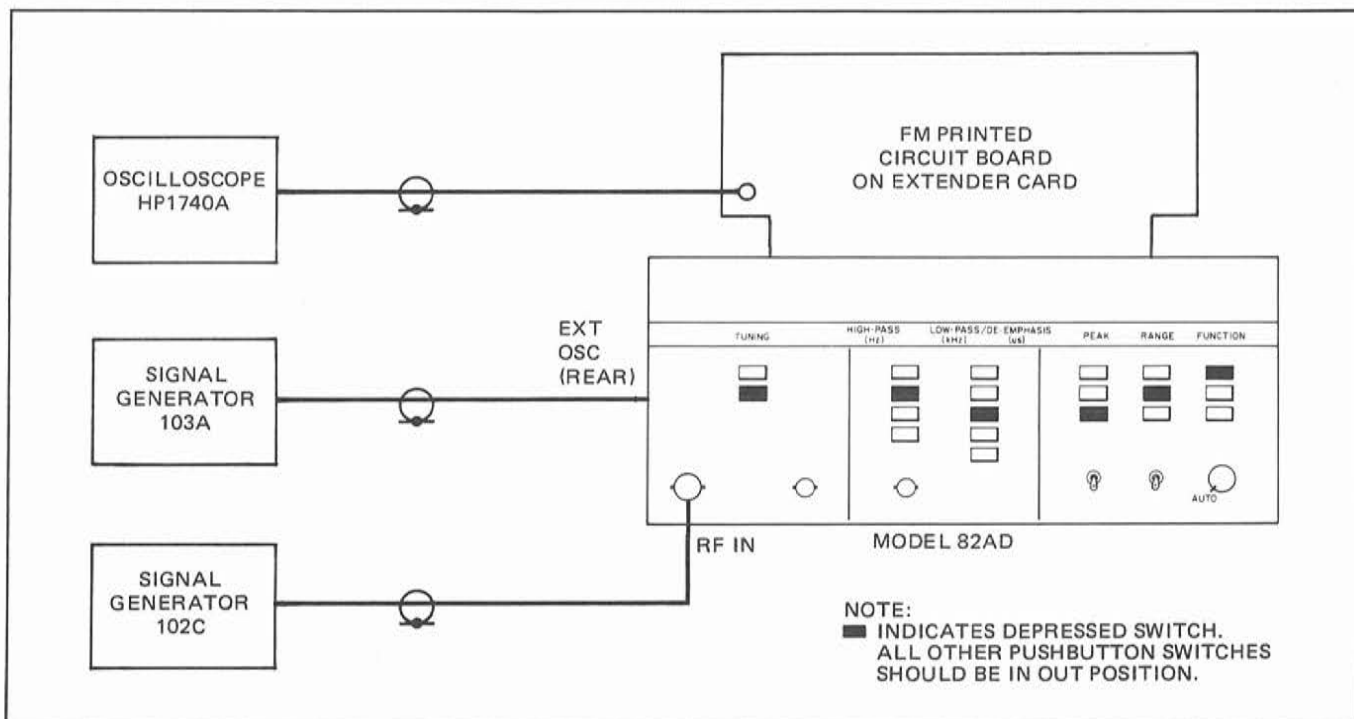 FM PRINTED
CIRCUIT BOARD
ON EXTENDER CARD
OSCILLOSCOPE
HP1740A
SIGNAL
GENERATOR
103A
EXT
OSC
(REAR)
TUNING
HIGH-PASS
(Hz)
LOW-PASS/DE-EMPHASIS
(kHz) (us)
PEAK
RANGE
FUNCTION
AUTO
SIGNAL
GENERATOR
102C
RF IN
MODEL 82AD
NOTE:
INDICATES DEPRESSED SWITCH.
ALL OTHER PUSHBUTTON SWITCHES
SHOULD BE IN OUT POSITION.